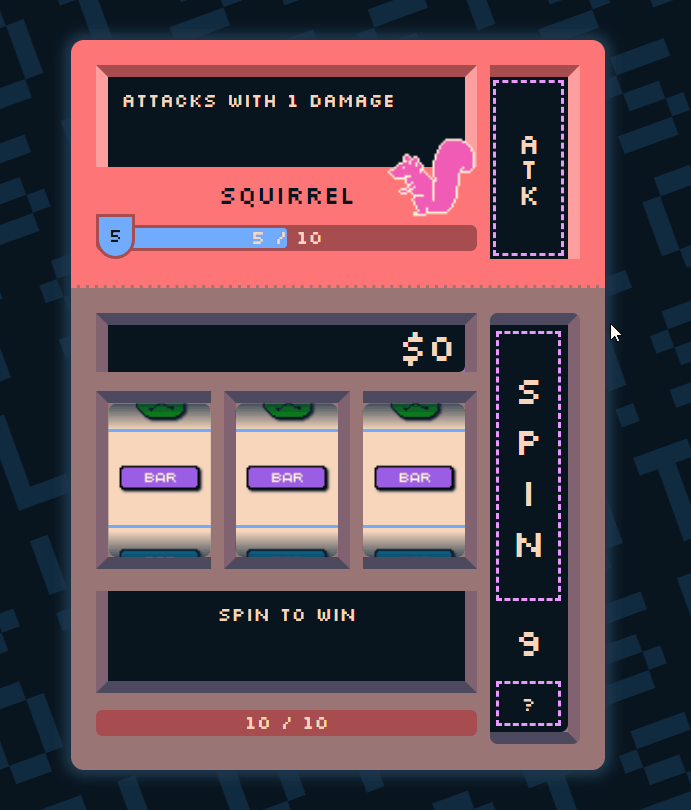 ATTACKS WITH 1 DAMAGE
ATK
SQUIRREL
5
5 / 10
$0
BAR BAR BAR
SPIN
SPIN TO WIN
9
?
10 / 10